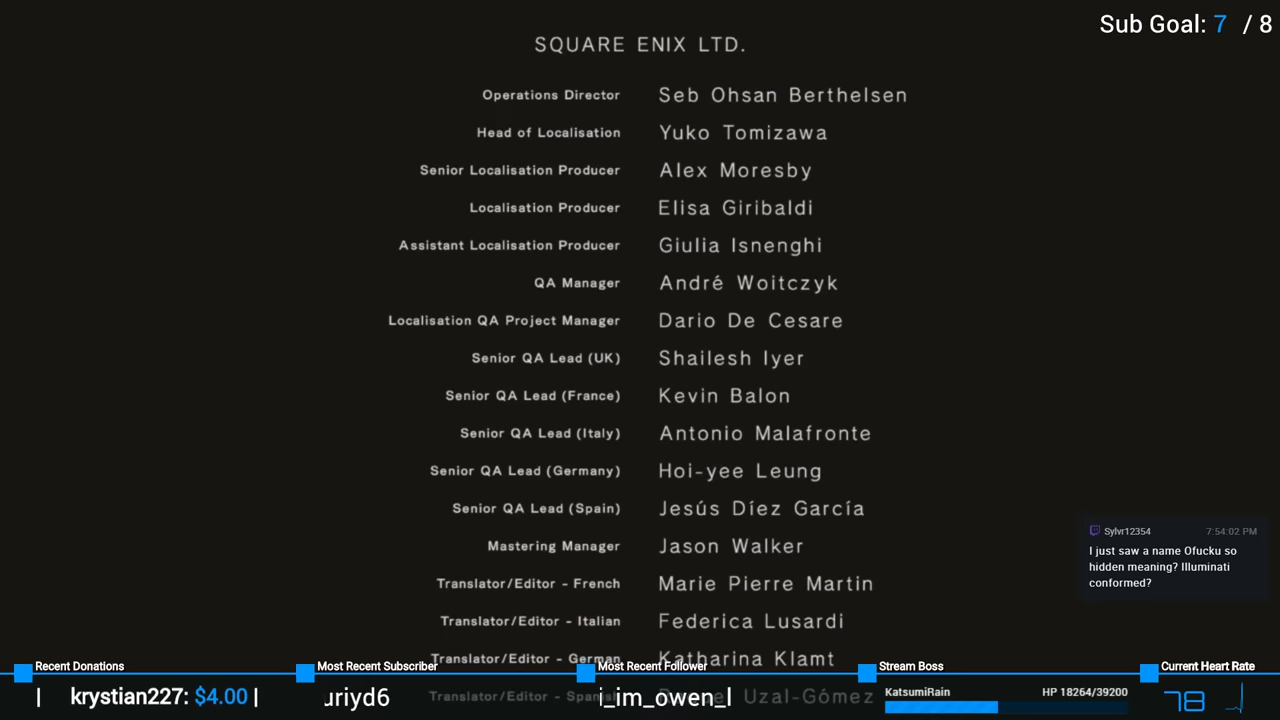 Sub Goal: 7 / 8
SQUARE ENIX LTD.
Operations Director Seb Ohsan Berthelsen
Head of Localisation Yuko Tomizawa
Senior Localisation Producer Alex Moresby
Localisation Producer Elisa Giribaldi
Assistant Localisation Producer Giulia Isnenghi
QA Manager André Woitczyk
Localisation QA Project Manager Dario De Cesare
Senior QA Lead (UK) Shailesh Iyer
Senior QA Lead (France) Kevin Balon
Senior QA Lead (Italy) Antonio Malafronte
Senior QA Lead (Germany) Hoi-yee Leung
Senior QA Lead (Spain) Jesús Díez García
Mastering Manager Jason Walker
Translator/Editor - French Marie Pierre Martin
Translator/Editor - Italian Federica Lusardi
Translator/Editor - German Katharina Klamt
Translator/Editor - Uzal-Gómez
Sylvr12354 7:54:02 PM
I just saw a name Ofucku so
hidden meaning? Illuminati
conformed?
Recent Donations
| krystian227: $4.00 |
Most Recent Subscriber
uriyd6
Most Recent Follower
i_im_owen_l
Stream Boss
KatsumiRain HP 18264/39200
Current Heart Rate
78